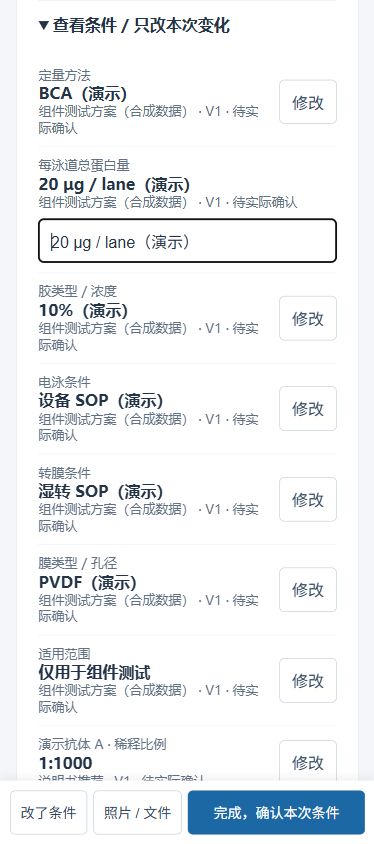 ▼查看条件 / 只改本次变化
定量方法
BCA（演示）
组件测试方案（合成数据） · V1 · 待实
际确认
修改
每泳道总蛋白量
20 µg / lane（演示）
组件测试方案（合成数据） · V1 · 待实际确认
20 µg / lane（演示）
胶类型 / 浓度
10%（演示）
组件测试方案（合成数据） · V1 · 待实
际确认
修改
电泳条件
设备 SOP（演示）
组件测试方案（合成数据） · V1 · 待实
际确认
修改
转膜条件
湿转 SOP（演示）
组件测试方案（合成数据） · V1 · 待实
际确认
修改
膜类型 / 孔径
PVDF（演示）
组件测试方案（合成数据） · V1 · 待实
际确认
修改
适用范围
仅用于组件测试
组件测试方案（合成数据） · V1 · 待实
际确认
修改
演示抗体 A · 稀释比例
1:1000
说明书推荐 · V1 · 待实际确认
修改
改了条件
照片 / 文件
完成，确认本次条件